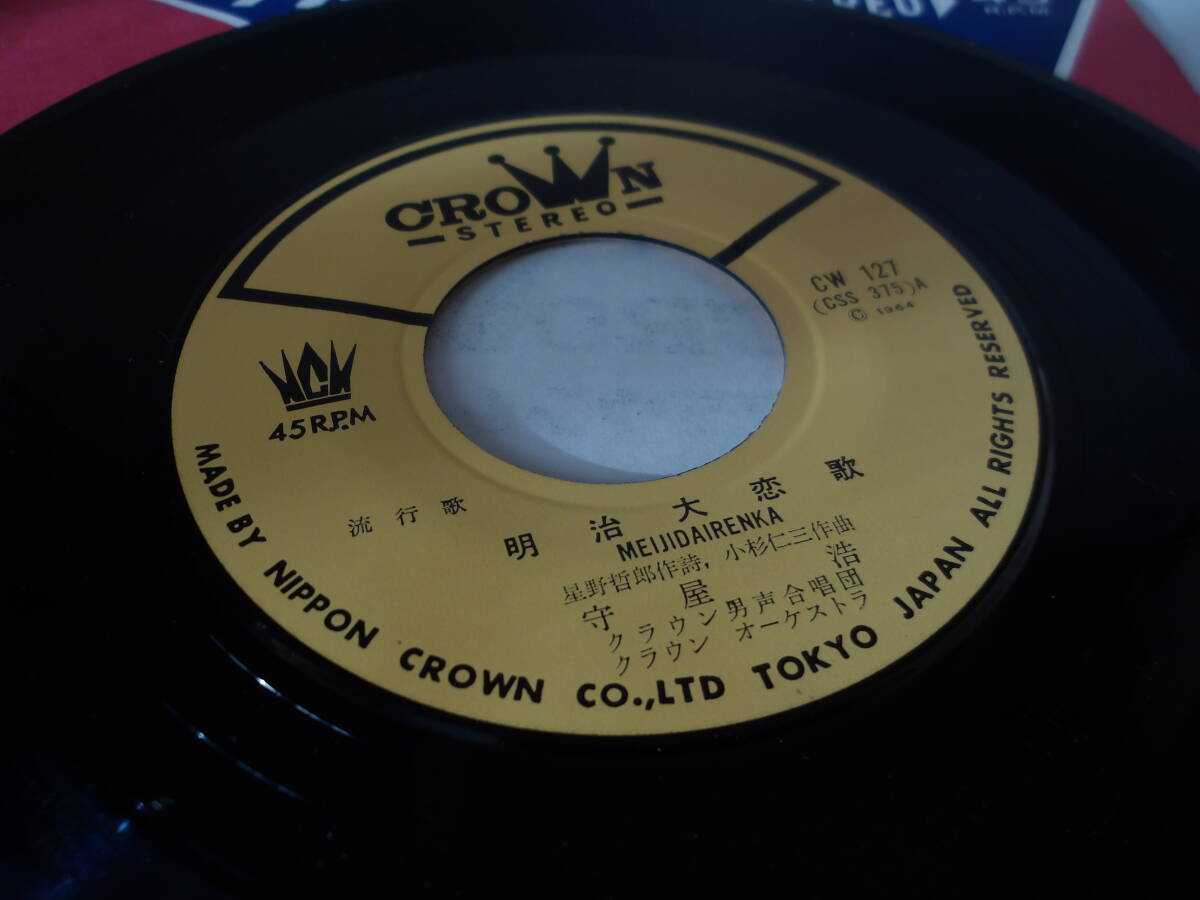 CROWN
STEREO
CW 127
(CSS 375)A
© 1964
NCK
45 R.P.M
流行歌
明治大恋歌
MEIJIDAIRENKA
星野哲郎作詩, 小杉仁三作曲
守屋浩
クラウン男声合唱団
クラウン オーケストラ
MADE BY NIPPON CROWN CO.,LTD TOKYO JAPAN ALL RIGHTS RESERVED